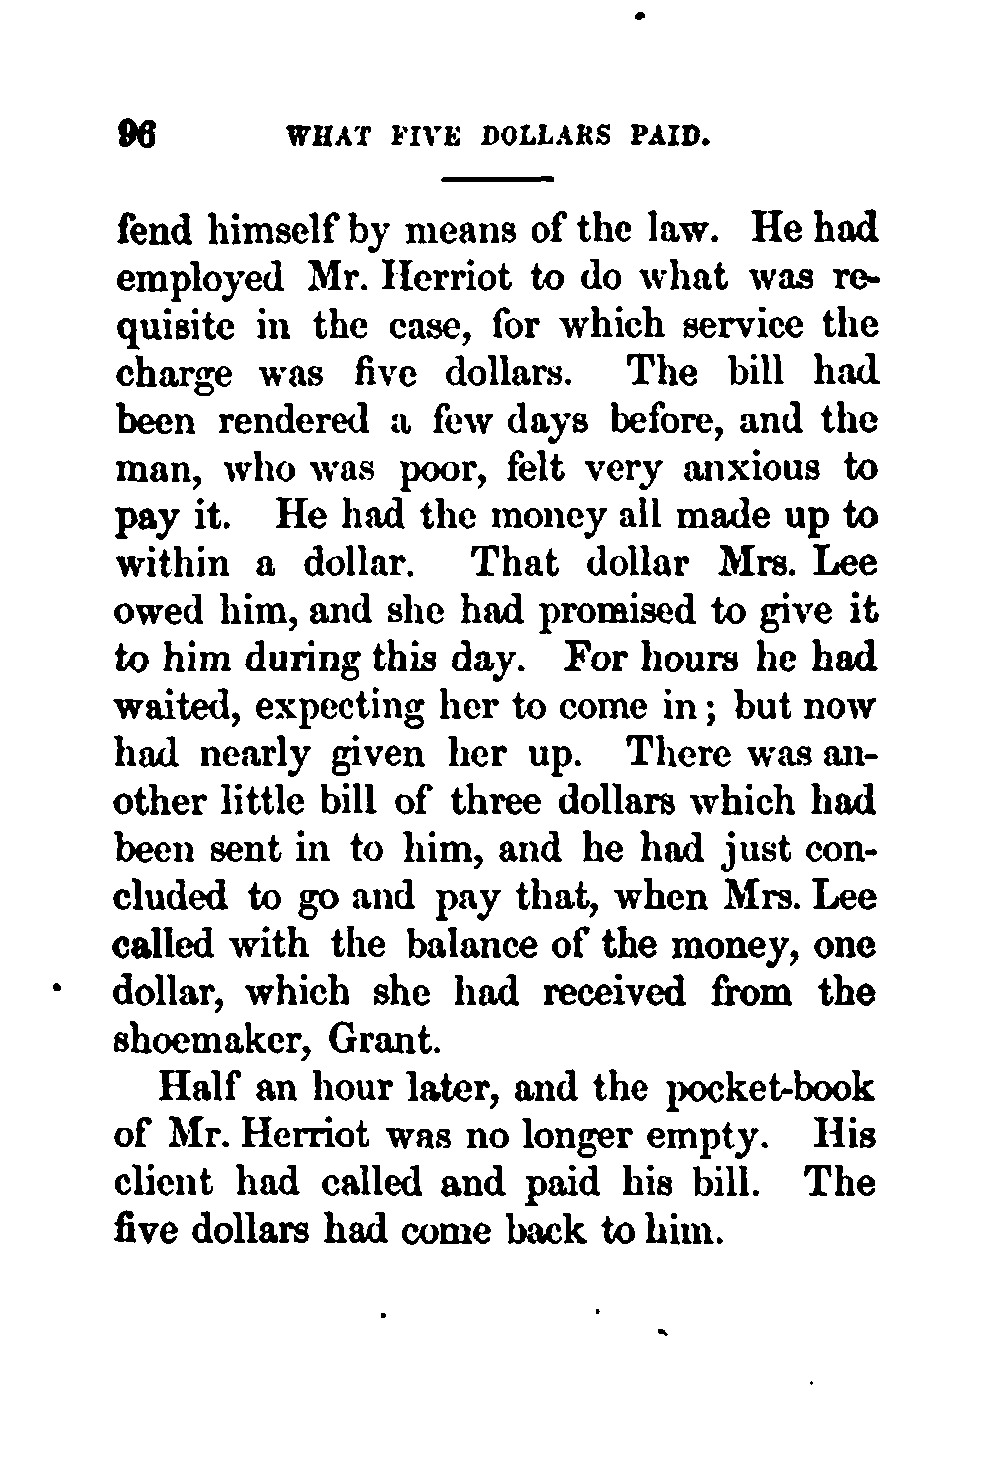 96 WHAT FIVE DOLLARS PAID.
fend himself by means of the law. He had
employed Mr. Herriot to do what was re-
quisite in the case, for which service the
charge was five dollars. The bill had
been rendered a few days before, and the
man, who was poor, felt very anxious to
pay it. He had the money all made up to
within a dollar. That dollar Mrs. Lee
owed him, and she had promised to give it
to him during this day. For hours he had
waited, expecting her to come in; but now
had nearly given her up. There was an-
other little bill of three dollars which had
been sent in to him, and he had just con-
cluded to go and pay that, when Mrs. Lee
called with the balance of the money, one
dollar, which she had received from the
shoemaker, Grant.
Half an hour later, and the pocket-book
of Mr. Herriot was no longer empty. His
client had called and paid his bill. The
five dollars had come back to him.